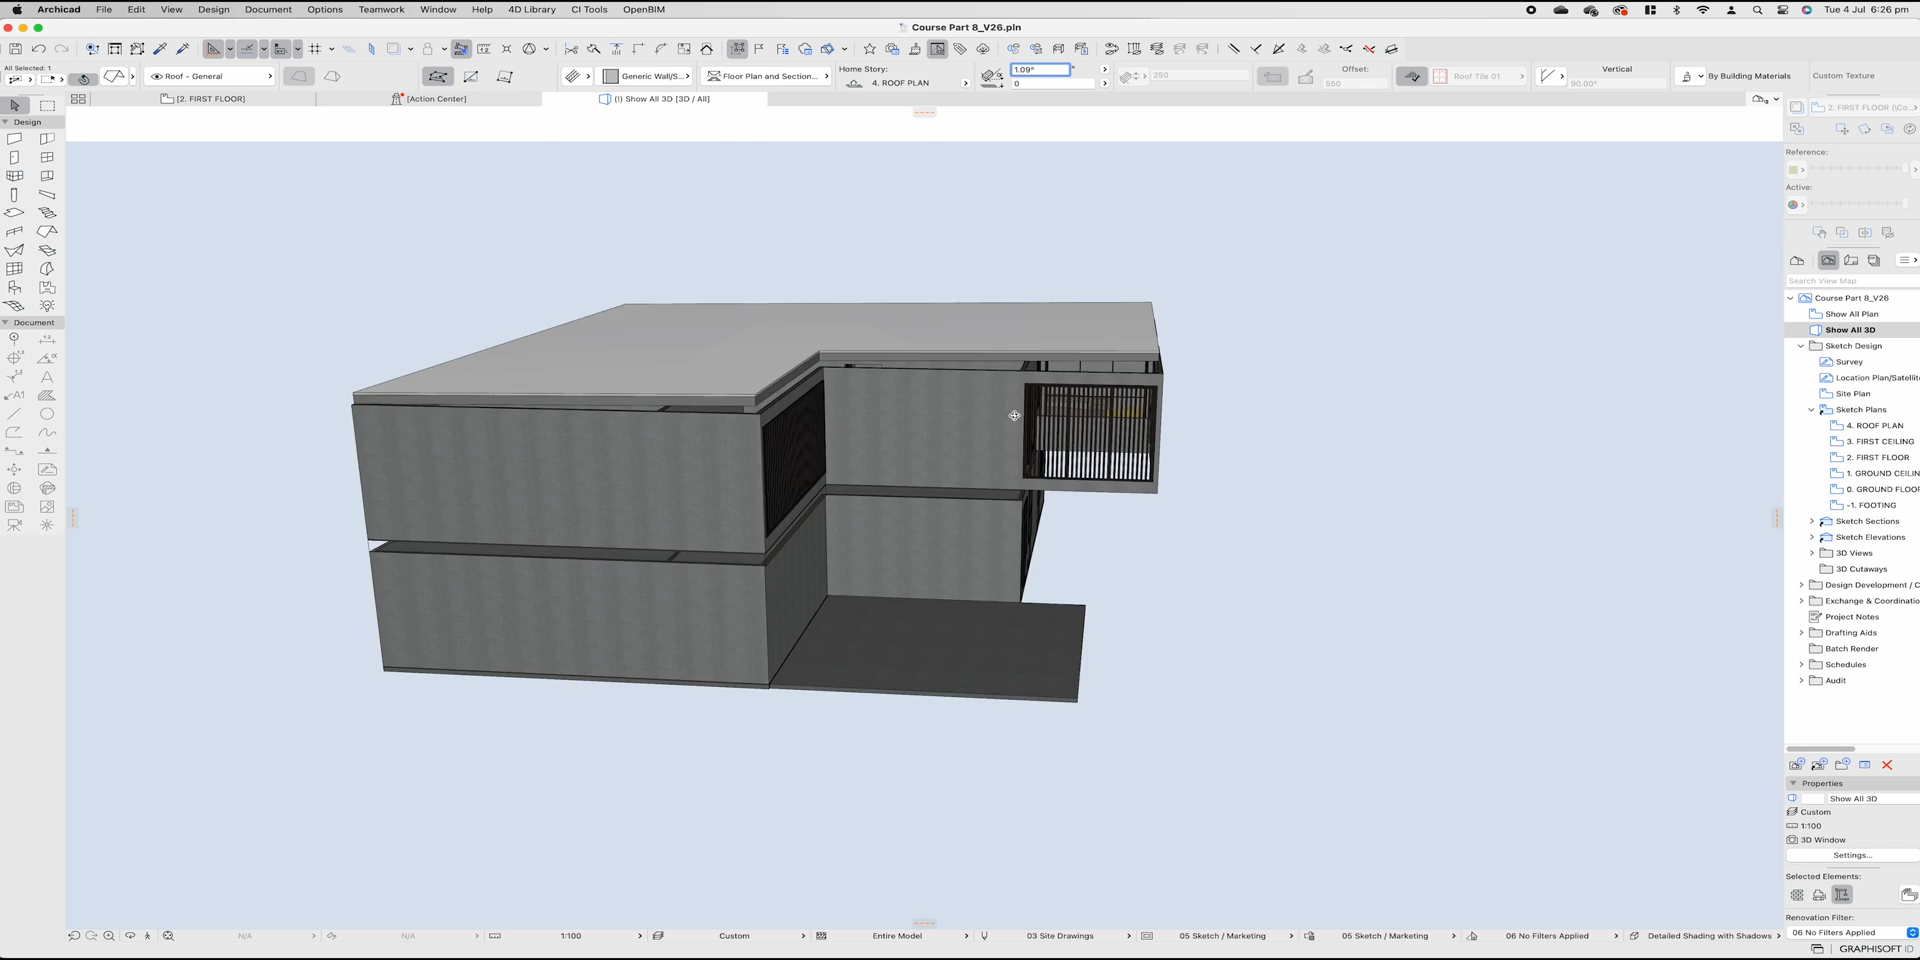 Archicad File Edit View Design Document Options Teamwork Window Help 4D Library CI Tools OpenBIM Tue 4 Jul 6:26 pm
Course Part 8_V26.pln
All Selected: 1
Roof - General
Generic Wall/S...
Floor Plan and Section...
Home Story:
4. ROOF PLAN
1.09°
0
250
Offset:
550
Roof Tile 01
Vertical
90.00°
By Building Materials
Custom Texture
[2. FIRST FLOOR]
[Action Center]
(!) Show All 3D [3D / All]
Design
Document
2. FIRST FLOOR (\Co...
Reference:
Active:
Search View Map
Course Part 8_V26
Show All Plan
Show All 3D
Sketch Design
Survey
Location Plan/Satellite
Site Plan
Sketch Plans
4. ROOF PLAN
3. FIRST CEILING
2. FIRST FLOOR
1. GROUND CEILIN
0. GROUND FLOOR
-1. FOOTING
Sketch Sections
Sketch Elevations
3D Views
3D Cutaways
Design Development / C
Exchange & Coordinatio
Project Notes
Drafting Aids
Batch Render
Schedules
Audit
Properties
Show All 3D
Custom
1:100
3D Window
Settings...
Selected Elements:
Renovation Filter:
06 No Filters Applied
N/A N/A 1:100 Custom Entire Model 03 Site Drawings 05 Sketch / Marketing 05 Sketch / Marketing 06 No Filters Applied Detailed Shading with Shadows
GRAPHISOFT ID